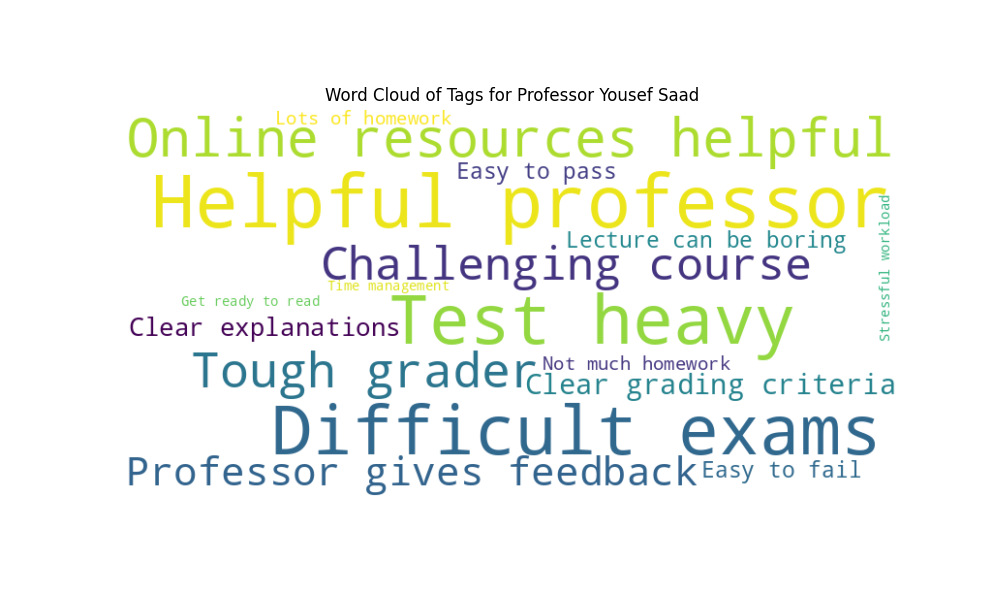 Word Cloud of Tags for Professor Yousef Saad
Lots of homework
Online resources helpful
Easy to pass
Helpful professor
Stressful workload
Lecture can be boring
Challenging course
Time management
Get ready to read
Test heavy
Clear explanations
Tough grader
Not much homework
Clear grading criteria
Difficult exams
Professor gives feedback
Easy to fail